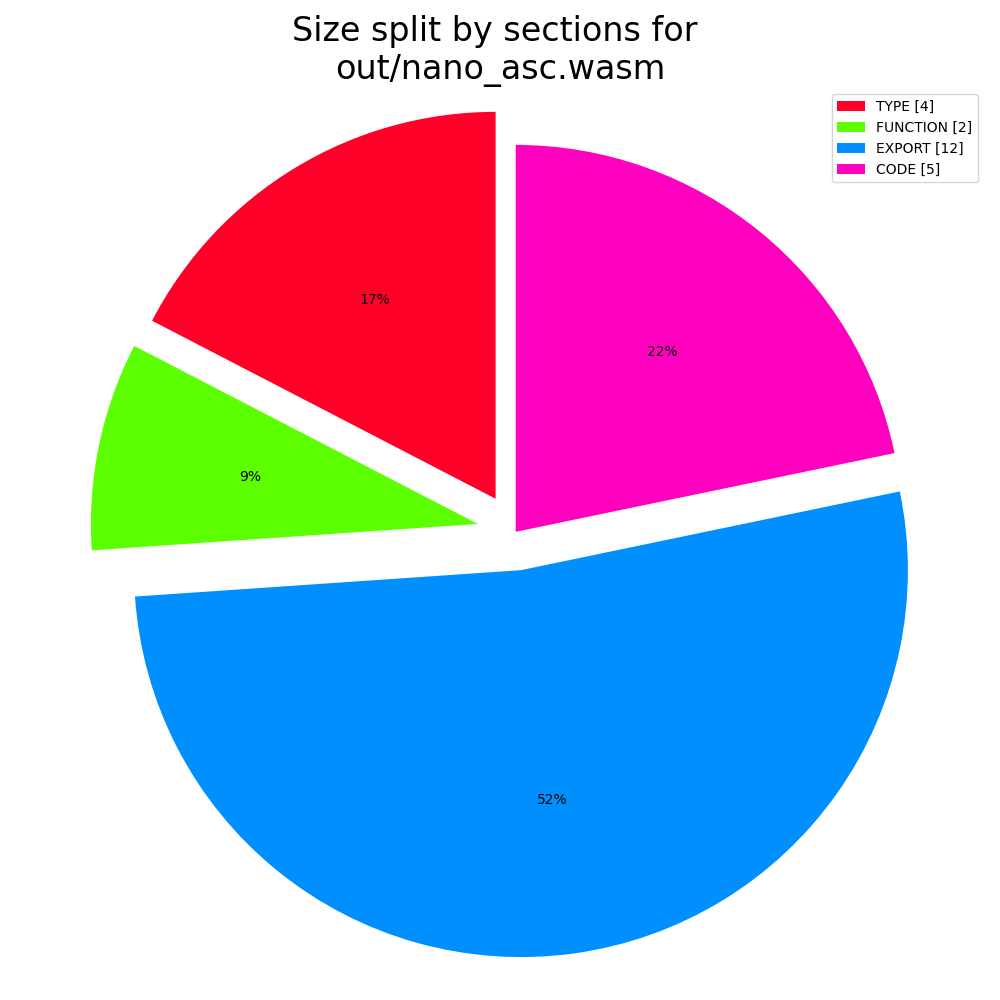 Size split by sections for
out/nano_asc.wasm
TYPE [4]
FUNCTION [2]
EXPORT [12]
CODE [5]
17%
22%
9%
52%